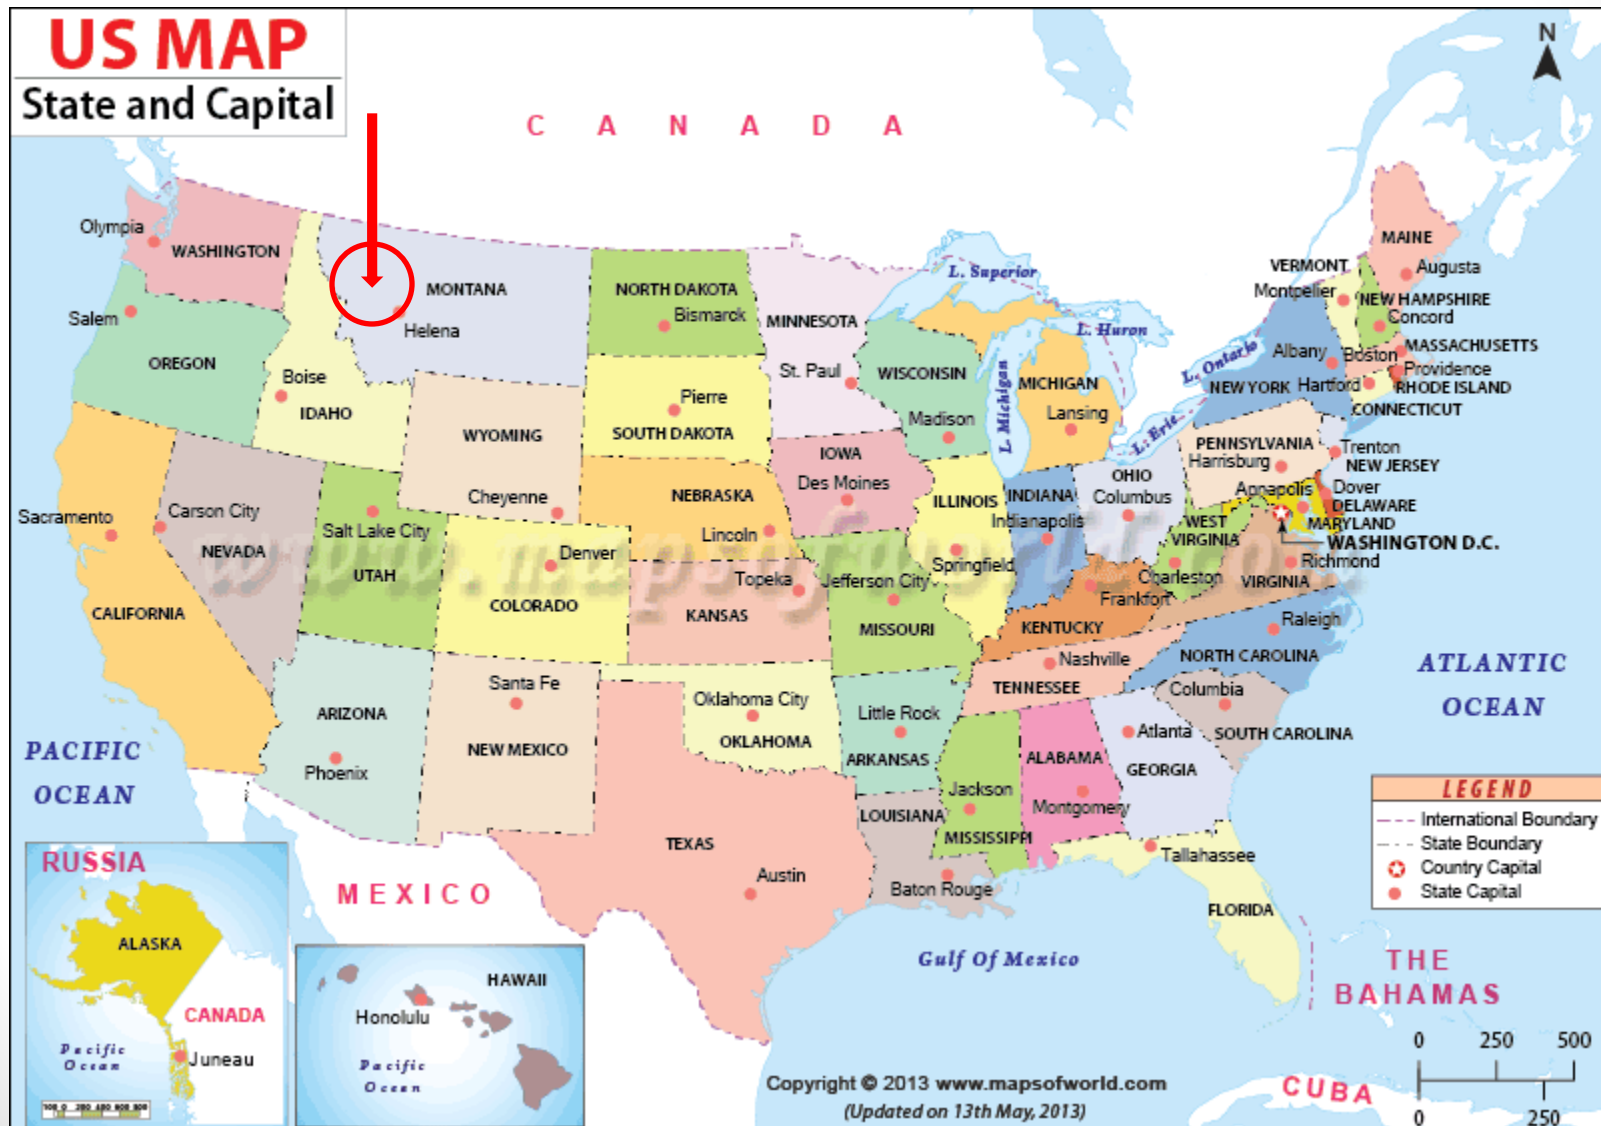 US MAP
State and Capital
N
CANADA
Olympia
WASHINGTON
MONTANA
Helena
NORTH DAKOTA
Bismarck
MINNESOTA
St. Paul
L. Superior
L. Huron
L. Michigan
L. Ontario
L. Erie
MAINE
Augusta
VERMONT
Montpelier
NEW HAMPSHIRE
Concord
Salem
OREGON
Boise
IDAHO
WYOMING
Cheyenne
Pierre
SOUTH DAKOTA
WISCONSIN
Madison
MICHIGAN
Lansing
Albany
NEW YORK
Boston
MASSACHUSETTS
Providence
RHODE ISLAND
Hartford
CONNECTICUT
IOWA
Des Moines
NEBRASKA
Lincoln
ILLINOIS
Springfield
INDIANA
Indianapolis
OHIO
Columbus
PENNSYLVANIA
Harrisburg
Trenton
NEW JERSEY
Annapolis
Dover
DELAWARE
MARYLAND
WASHINGTON D.C.
WEST
VIRGINIA
Charleston
VIRGINIA
Richmond
Sacramento
CALIFORNIA
Carson City
NEVADA
Salt Lake City
UTAH
Denver
COLORADO
Topeka
KANSAS
Jefferson City
MISSOURI
Frankfort
KENTUCKY
www.mapsofworld.com
Raleigh
NORTH CAROLINA
Nashville
TENNESSEE
Columbia
SOUTH CAROLINA
ATLANTIC
OCEAN
ARIZONA
Phoenix
Santa Fe
NEW MEXICO
Oklahoma City
OKLAHOMA
Little Rock
ARKANSAS
Atlanta
GEORGIA
ALABAMA
Montgomery
Jackson
MISSISSIPPI
LOUISIANA
Baton Rouge
TEXAS
Austin
Tallahassee
FLORIDA
PACIFIC
OCEAN
MEXICO
Gulf Of Mexico
THE
BAHAMAS
CUBA
LEGEND
International Boundary
State Boundary
Country Capital
State Capital
RUSSIA
ALASKA
CANADA
Juneau
Pacific
Ocean
100 0 200 400 600 800
HAWAII
Honolulu
Pacific
Ocean
Copyright © 2013 www.mapsofworld.com
(Updated on 13th May, 2013)
0 250 500
0 250